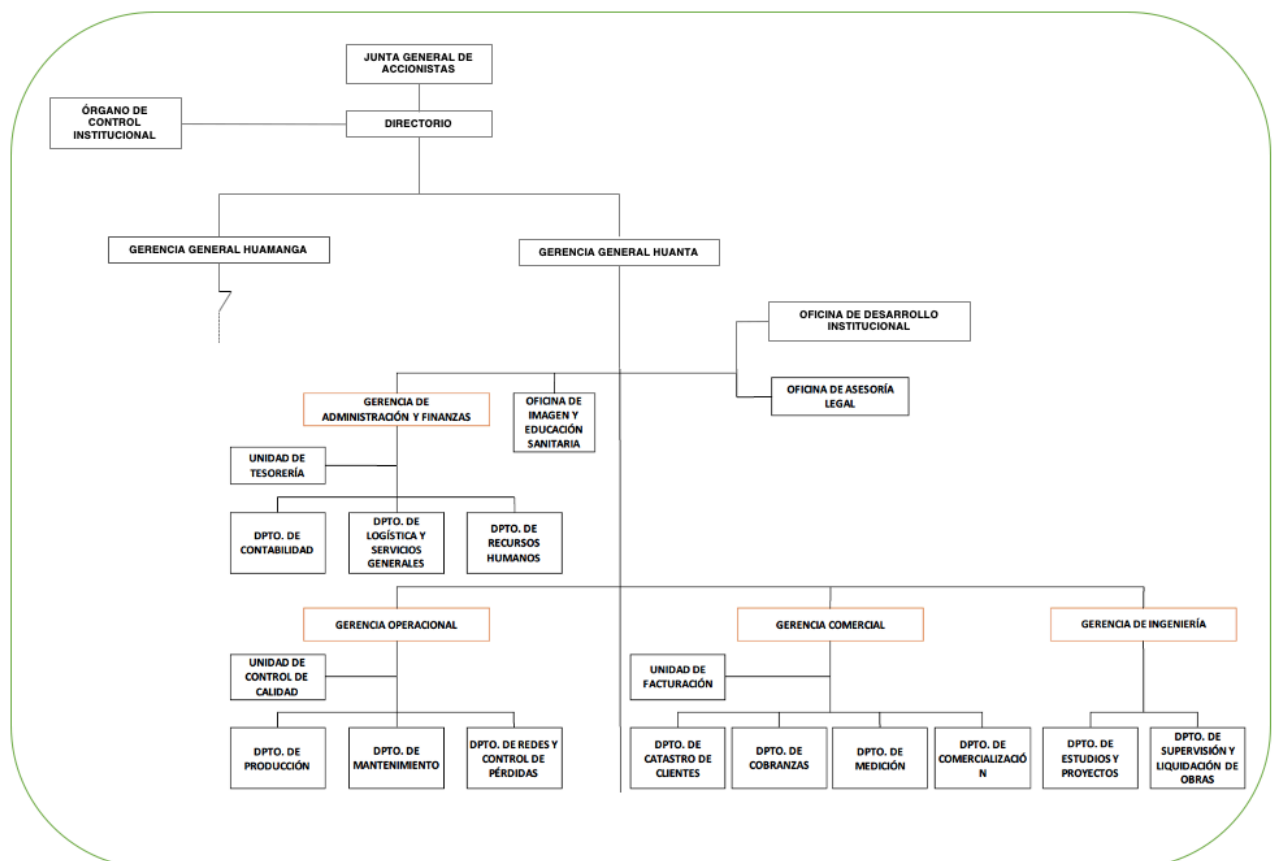 JUNTA GENERAL DE
ACCIONISTAS
ÓRGANO DE
CONTROL
INSTITUCIONAL
DIRECTORIO
GERENCIA GENERAL HUAMANGA
GERENCIA GENERAL HUANTA
OFICINA DE DESARROLLO
INSTITUCIONAL
OFICINA DE ASESORÍA
LEGAL
GERENCIA DE
ADMINISTRACIÓN Y FINANZAS
OFICINA DE
IMAGEN Y
EDUCACIÓN
SANITARIA
UNIDAD DE
TESORERÍA
DPTO. DE
CONTABILIDAD
DPTO. DE
LOGÍSTICA Y
SERVICIOS
GENERALES
DPTO. DE
RECURSOS
HUMANOS
GERENCIA OPERACIONAL
GERENCIA COMERCIAL
GERENCIA DE INGENIERÍA
UNIDAD DE
CONTROL DE
CALIDAD
UNIDAD DE
FACTURACIÓN
DPTO. DE
PRODUCCIÓN
DPTO. DE
MANTENIMIENTO
DPTO. DE REDES Y
CONTROL DE
PÉRDIDAS
DPTO. DE
CATASTRO DE
CLIENTES
DPTO. DE
COBRANZAS
DPTO. DE
MEDICIÓN
DPTO. DE
COMERCIALIZACIÓ
N
DPTO. DE
ESTUDIOS Y
PROYECTOS
DPTO. DE
SUPERVISIÓN Y
LIQUIDACIÓN DE
OBRAS